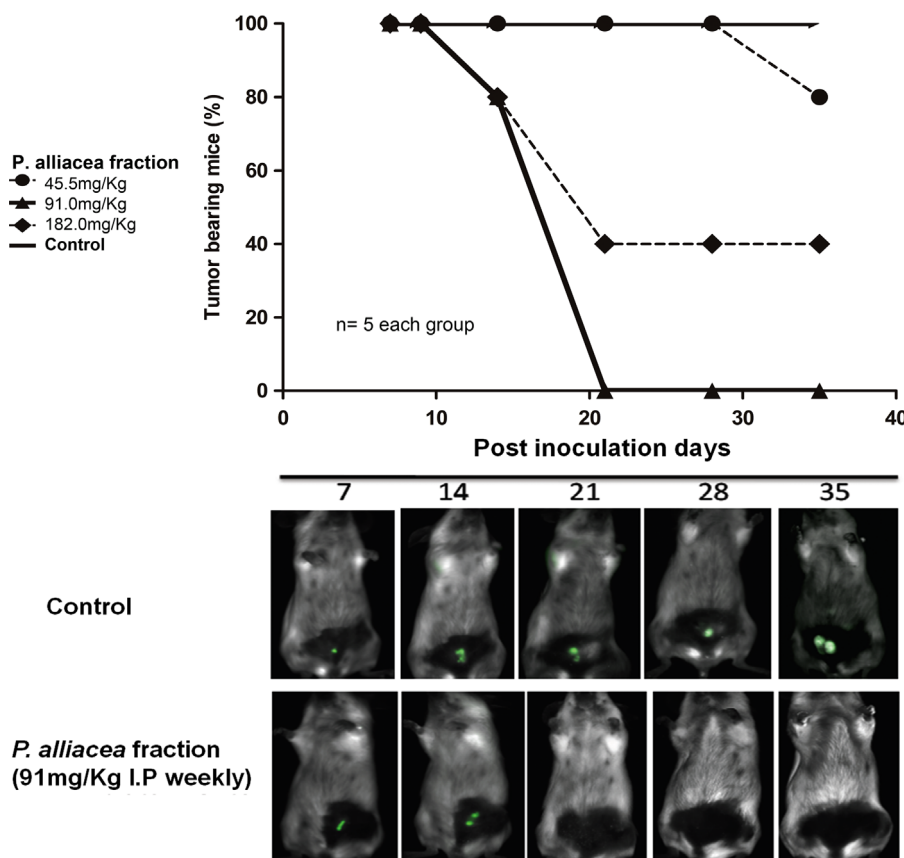 100
80
60
40
20
0
Tumor bearing mice (%)
P. alliacea fraction
45.5mg/Kg
91.0mg/Kg
182.0mg/Kg
Control
n= 5 each group
0 10 20 30 40
Post inoculation days
7 14 21 28 35
Control
P. alliacea fraction
(91mg/Kg I.P weekly)